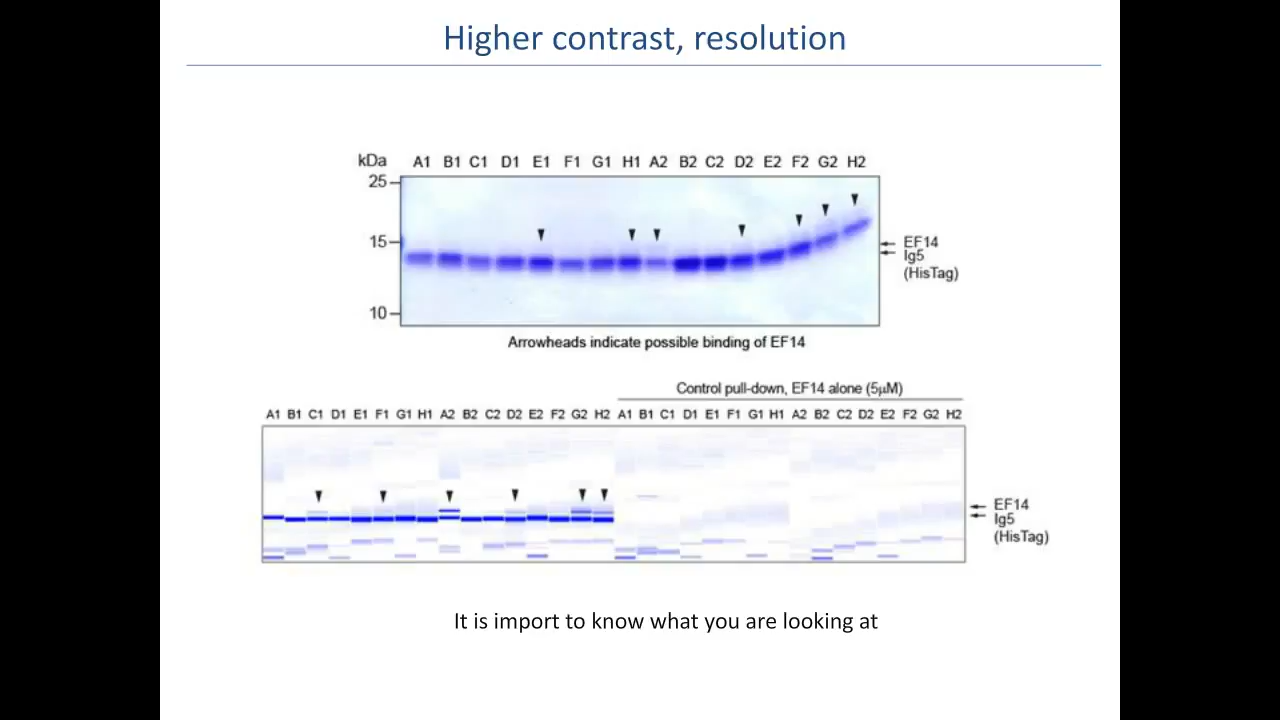 Higher contrast, resolution
kDa A1 B1 C1 D1 E1 F1 G1 H1 A2 B2 C2 D2 E2 F2 G2 H2
25
15
EF14
Ig5
(HisTag)
10
Arrowheads indicate possible binding of EF14
Control pull-down, EF14 alone (5µM)
A1 B1 C1 D1 E1 F1 G1 H1 A2 B2 C2 D2 E2 F2 G2 H2 A1 B1 C1 D1 E1 F1 G1 H1 A2 B2 C2 D2 E2 F2 G2 H2
EF14
Ig5
(HisTag)
It is import to know what you are looking at